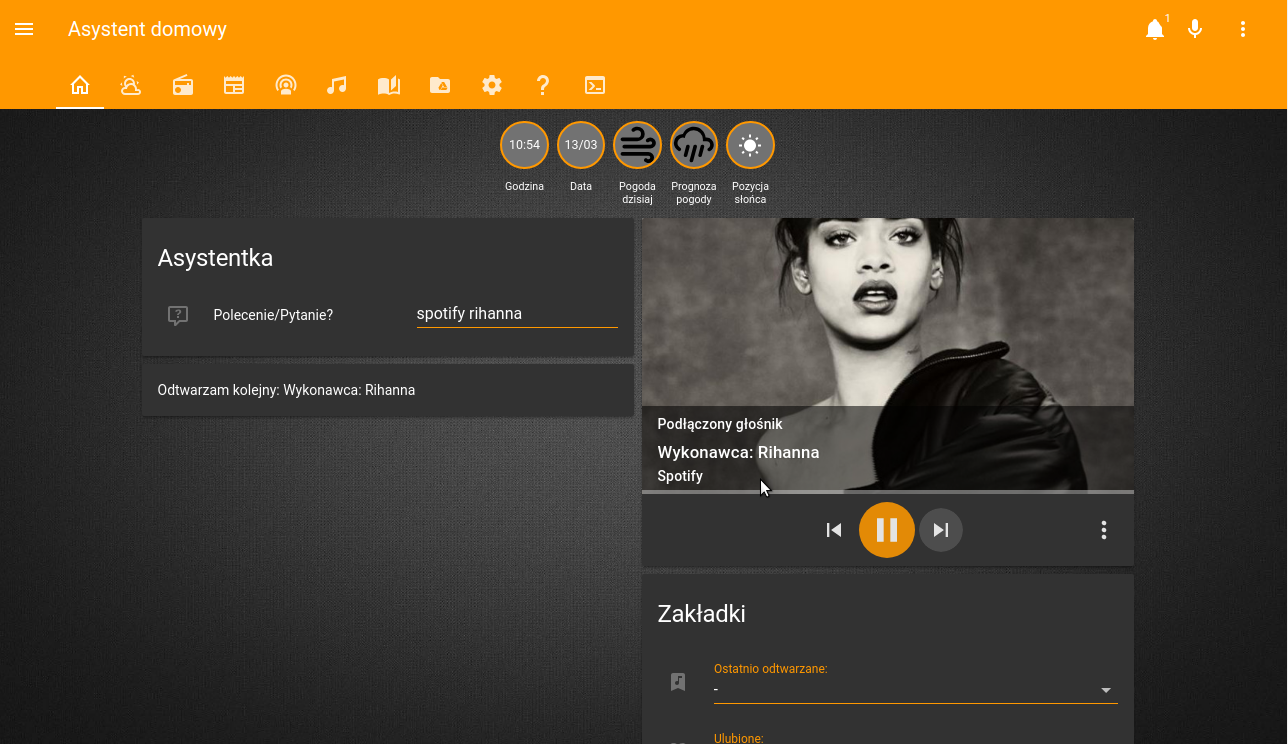 Asystent domowy
1
10:54
13/03
Godzina
Data
Pogoda
dzisiaj
Prognoza
pogody
Pozycja
słońca
Asystentka
Polecenie/Pytanie?
spotify rihanna
Odtwarzam kolejny: Wykonawca: Rihanna
Podłączony głośnik
Wykonawca: Rihanna
Spotify
Zakładki
Ostatnio odtwarzane:
-
Ulubione: